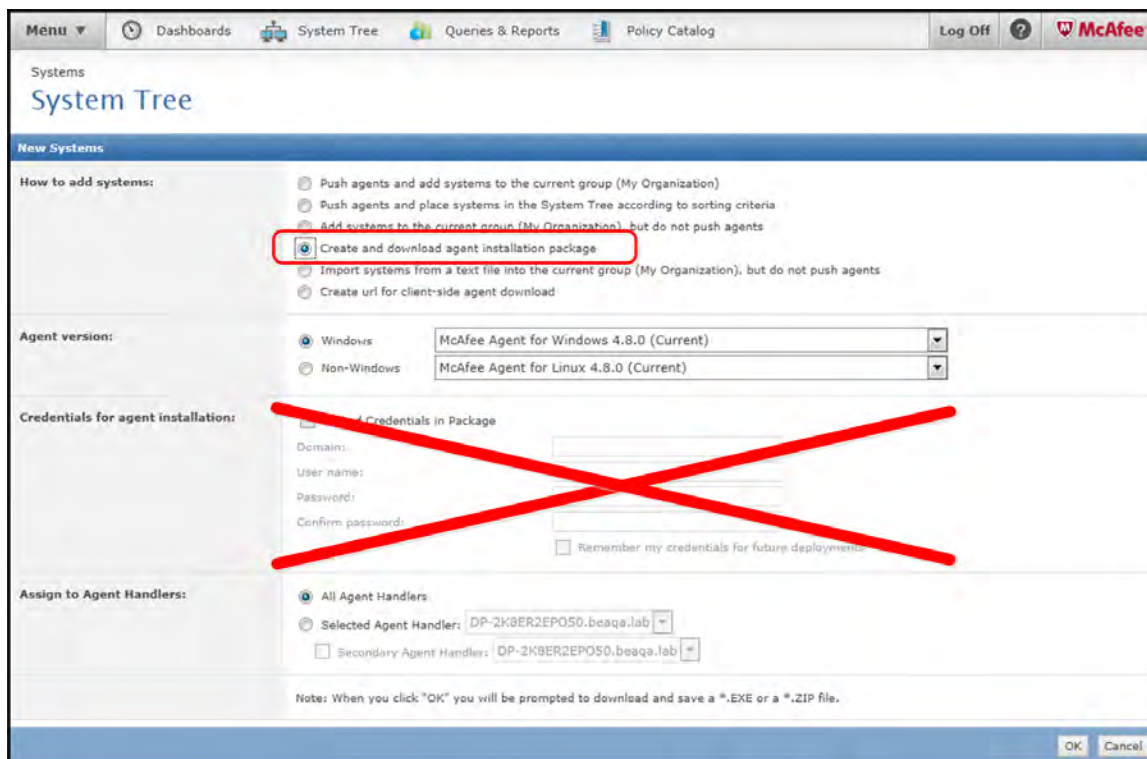 Menu ▼ Dashboards System Tree Queries & Reports Policy Catalog Log Off ? McAfee
Systems
System Tree
New Systems
How to add systems:
Push agents and add systems to the current group (My Organization)
Push agents and place systems in the System Tree according to sorting criteria
Add systems to the current group (My Organization), but do not push agents
Create and download agent installation package
Import systems from a text file into the current group (My Organization), but do not push agents
Create url for client-side agent download
Agent version:
Windows McAfee Agent for Windows 4.8.0 (Current)
Non-Windows McAfee Agent for Linux 4.8.0 (Current)
Credentials for agent installation:
Credentials in Package
Domain:
User name:
Password:
Confirm password:
Remember my credentials for future deployments
Assign to Agent Handlers:
All Agent Handlers
Selected Agent Handler: DP-2K8ER2EPO50.beaqa.lab
Secondary Agent Handler: DP-2K8ER2EPO50.beaqa.lab
Note: When you click "OK" you will be prompted to download and save a *.EXE or a *.ZIP file.
OK Cancel